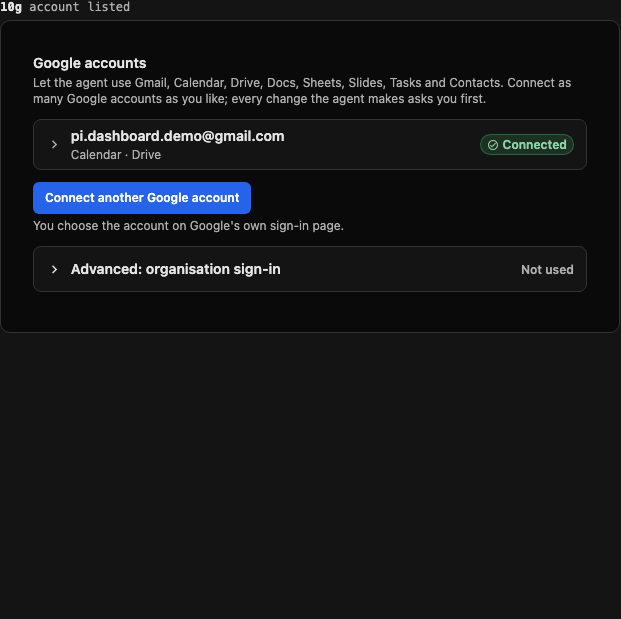 10g account listed
Google accounts
Let the agent use Gmail, Calendar, Drive, Docs, Sheets, Slides, Tasks and Contacts. Connect as
many Google accounts as you like; every change the agent makes asks you first.
pi.dashboard.demo@gmail.com
Calendar · Drive
Connected
Connect another Google account
You choose the account on Google's own sign-in page.
Advanced: organisation sign-in
Not used